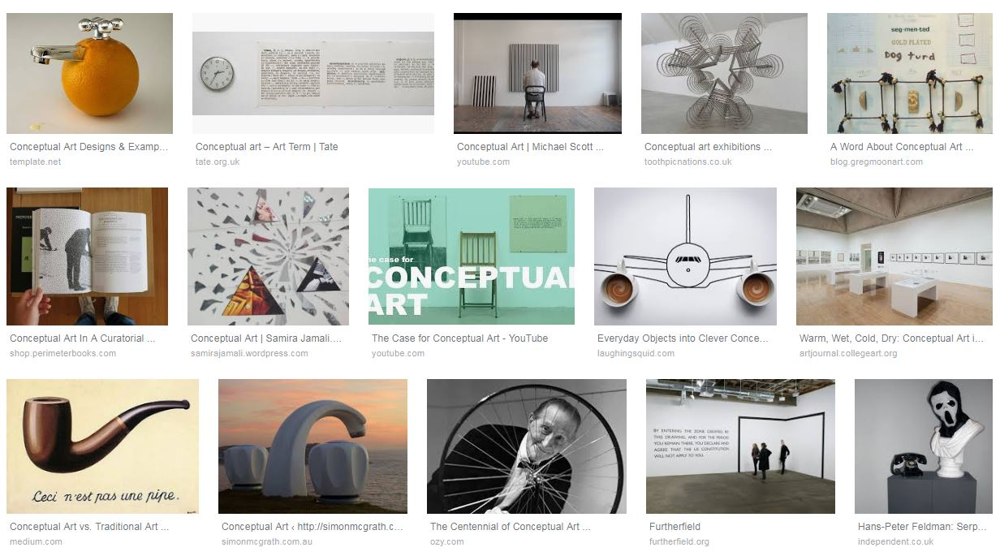 seg·men·ted
GOLD PLATED
Dog turd
Conceptual Art Designs & Examp...
template.net
Conceptual art – Art Term | Tate
tate.org.uk
Conceptual Art | Michael Scott ...
youtube.com
Conceptual art exhibitions ...
toothpicnations.co.uk
A Word About Conceptual Art ...
blog.gregmoonart.com
he case for
CONCEPTUAL
ART
Conceptual Art In A Curatorial ...
shop.perimeterbooks.com
Conceptual Art | Samira Jamali....
samirajamali.wordpress.com
The Case for Conceptual Art - YouTube
youtube.com
Everyday Objects into Clever Conce...
laughingsquid.com
Warm, Wet, Cold, Dry: Conceptual Art i...
artjournal.collegeart.org
Ceci n'est pas une pipe.
BY ENTERING THE ZONE CREATED BY
THIS DRAWING, AND FOR THE PERIOD
YOU REMAIN THERE, YOU DECLARE AND
AGREE THAT THE US CONSTITUTION
WILL NOT APPLY TO YOU.
Conceptual Art vs. Traditional Art ...
medium.com
Conceptual Art ‹ http://simonmcgrath.c...
simonmcgrath.com.au
The Centennial of Conceptual Art ...
ozy.com
Furtherfield
furtherfield.org
Hans-Peter Feldman: Serp...
independent.co.uk